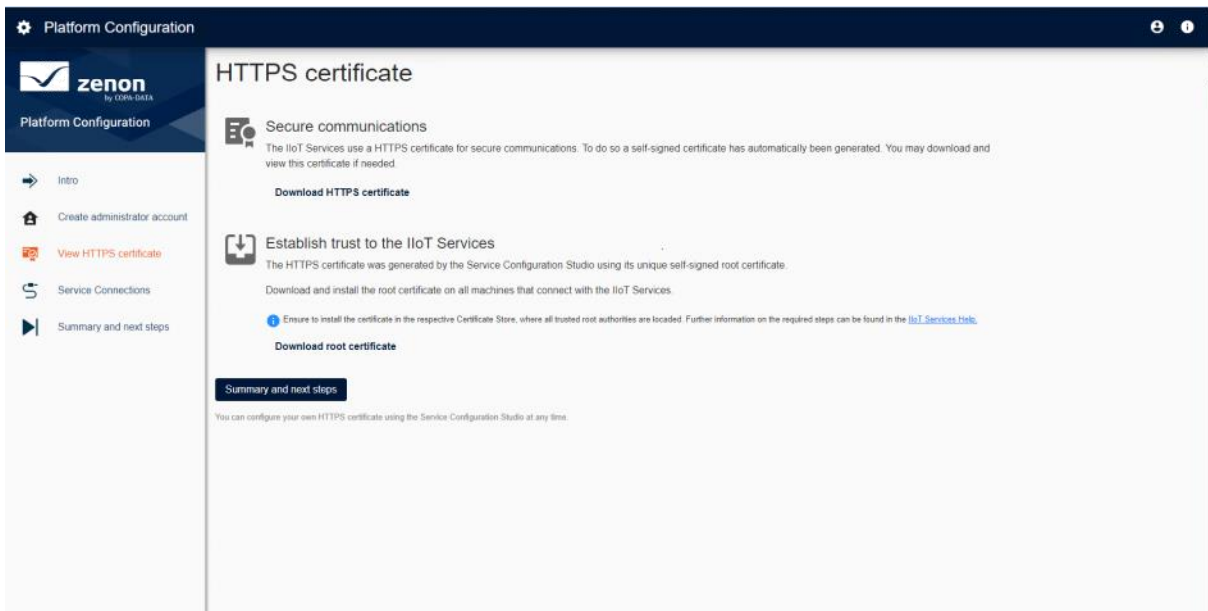 Platform Configuration
zenon
by COPA-DATA
Platform Configuration
Intro
Create administrator account
View HTTPS certificate
Service Connections
Summary and next steps
HTTPS certificate
Secure communications
The IIoT Services use a HTTPS certificate for secure communications. To do so a self-signed certificate has automatically been generated. You may download and
view this certificate if needed.
Download HTTPS certificate
Establish trust to the IIoT Services
The HTTPS certificate was generated by the Service Configuration Studio using its unique self-signed root certificate.
Download and install the root certificate on all machines that connect with the IIoT Services.
Ensure to install the certificate in the respective Certificate Store, where all trusted root authorities are locaded. Further information on the required steps can be found in the IIoT Services Help.
Download root certificate
Summary and next steps
You can configure your own HTTPS certificate using the Service Configuration Studio at any time.